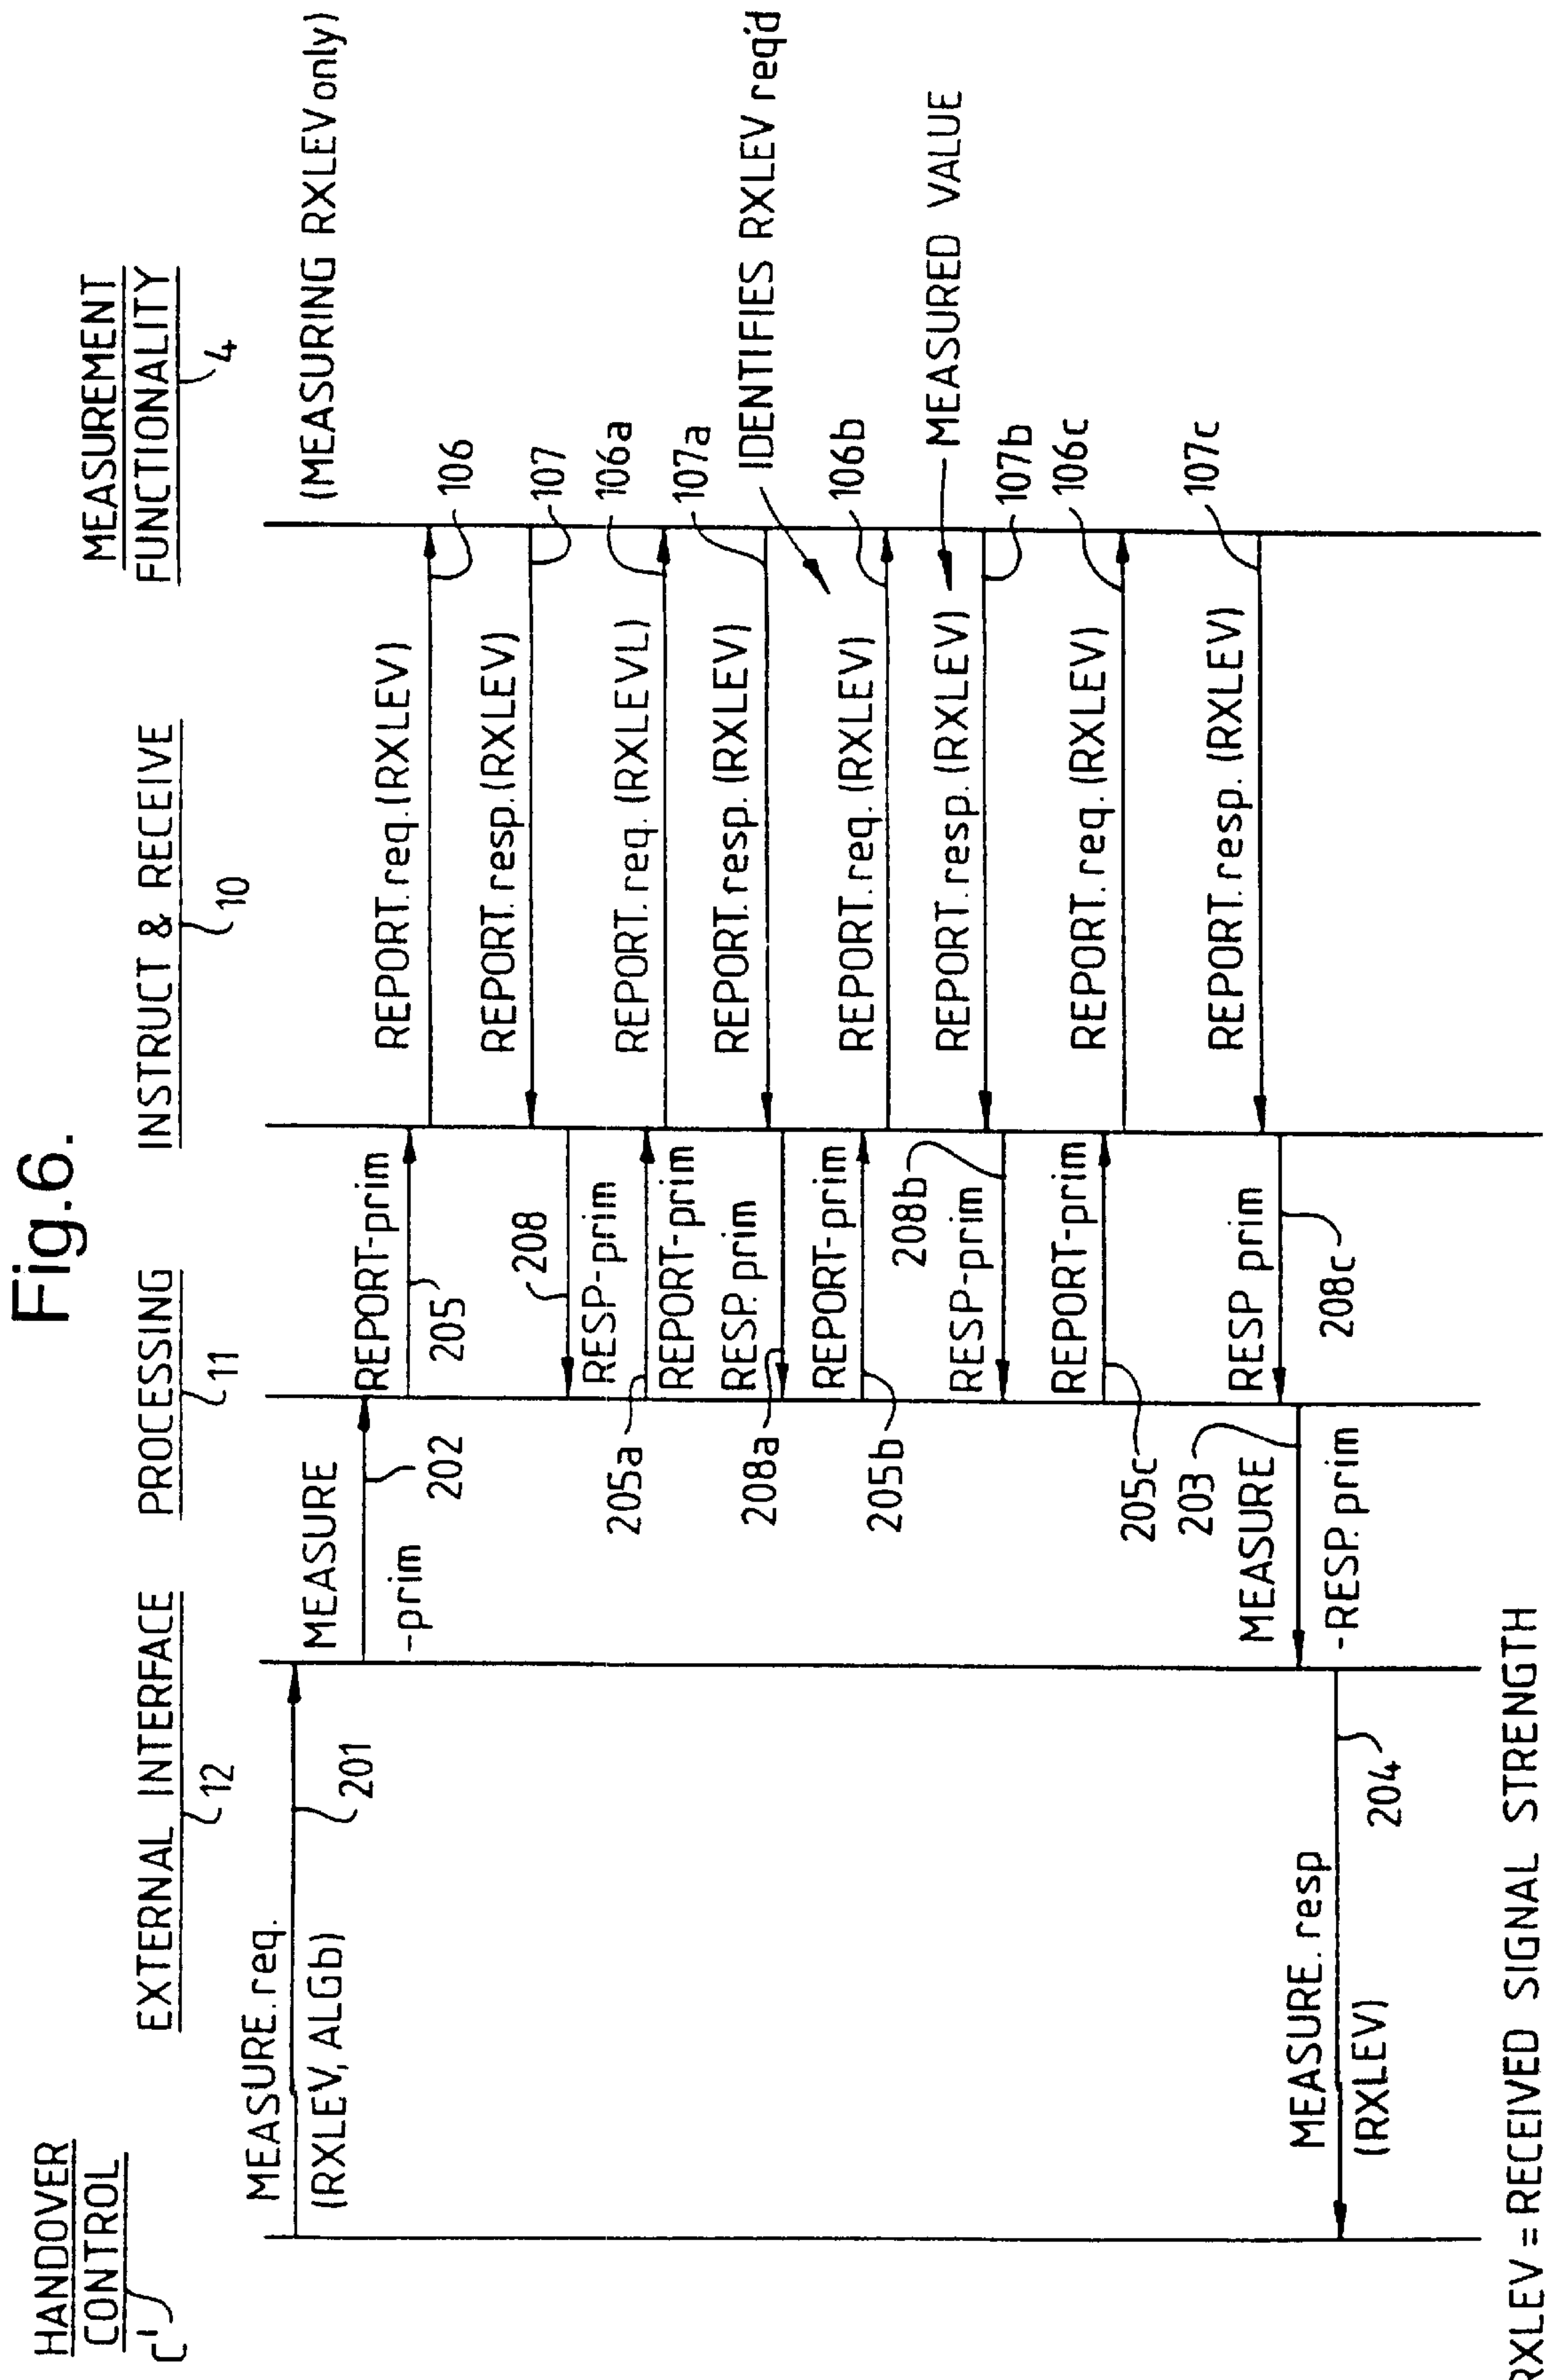 Fig.6.
HANDOVER
CONTROL
C'
EXTERNAL INTERFACE
12
PROCESSING
11
INSTRUCT & RECEIVE
10
MEASUREMENT
FUNCTIONALITY
4
(MEASURING RXLEV only)
MEASURE.req.
(RXLEV, ALGb)
201
MEASURE
-prim
202
REPORT-prim
205
REPORT.req.(RXLEV)
106
REPORT.resp.(RXLEV)
107
208
RESP-prim
205a
REPORT-prim
REPORT.req. (RXLEVL)
106a
REPORT.resp. (RXLEV)
107a
RESP.prim
208a
IDENTIFIES RXLEV req'd
REPORT-prim
205b
REPORT.req. (RXLEV)
106b
MEASURED VALUE
REPORT.resp. (RXLEV)
107b
208b
RESP-prim
REPORT-prim
205c
REPORT.req. (RXLEV)
106c
REPORT.resp. (RXLEV)
107c
RESP prim
208c
203
MEASURE
-RESP.prim
MEASURE.resp
(RXLEV)
204
RXLEV = RECEIVED SIGNAL STRENGTH